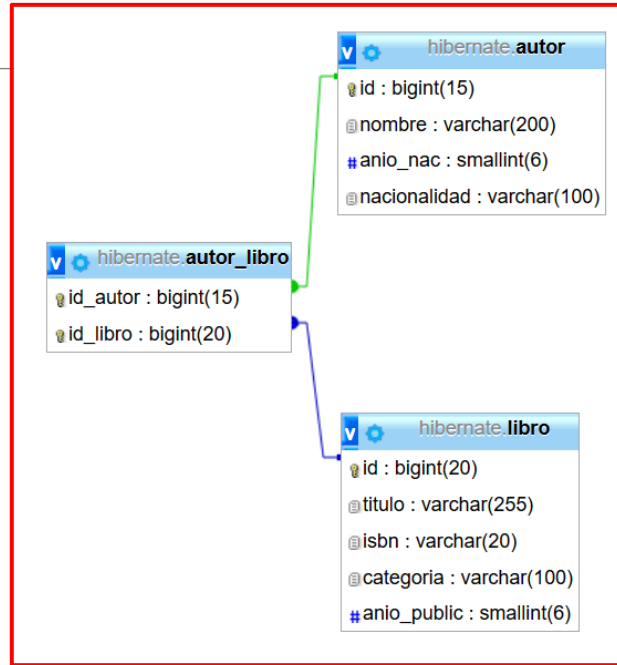 v hibernate.autor
id : bigint(15)
nombre : varchar(200)
# anio_nac : smallint(6)
nacionalidad : varchar(100)
v hibernate.autor_libro
id_autor : bigint(15)
id_libro : bigint(20)
v hibernate.libro
id : bigint(20)
titulo : varchar(255)
isbn : varchar(20)
categoria : varchar(100)
# anio_public : smallint(6)